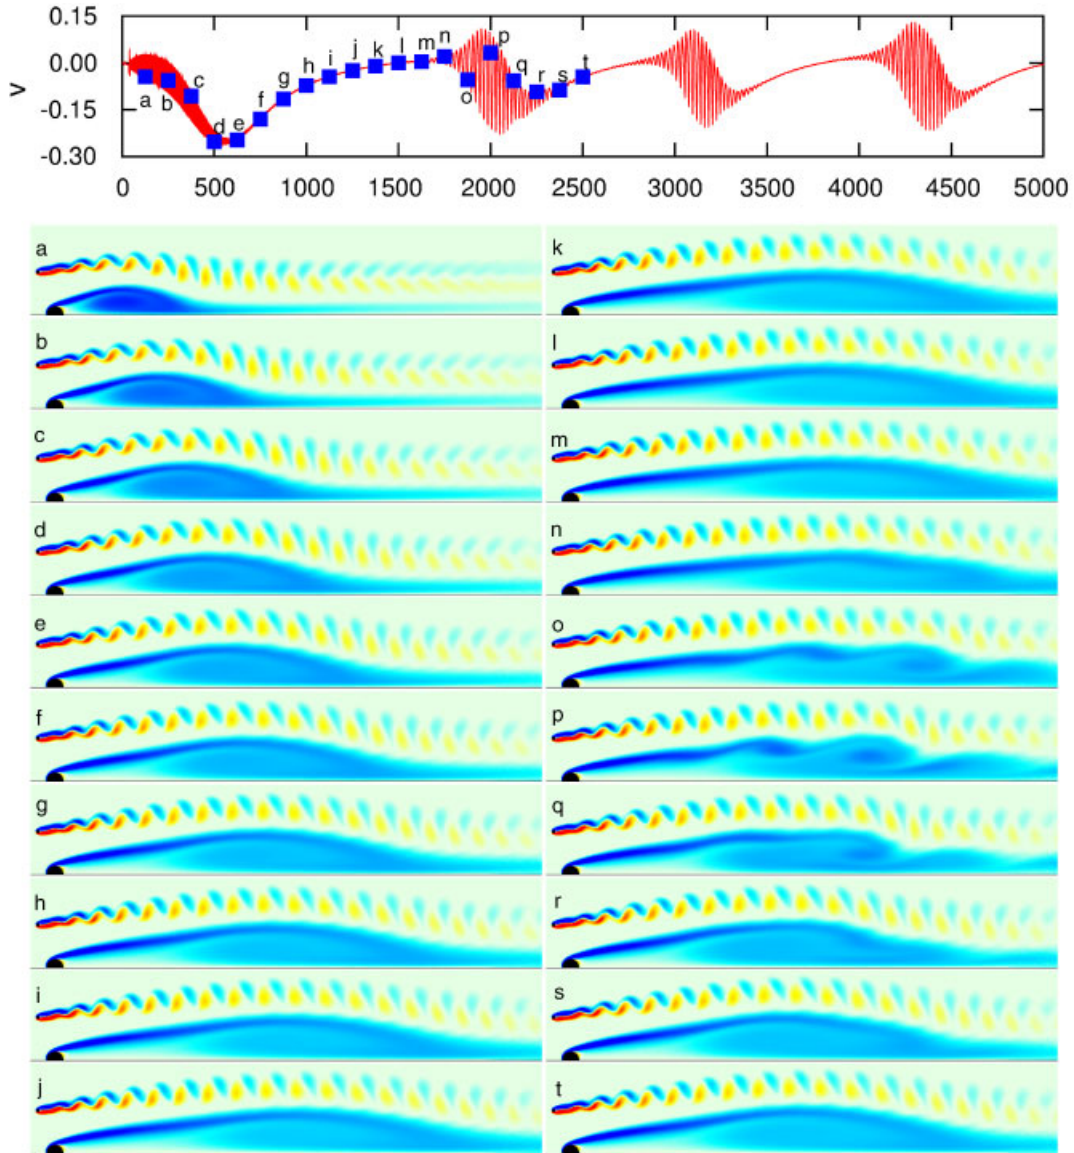 0.15
0.00
-0.15
-0.30
v
a b c d e f g h i j k l m n o p q r s t
0 500 1000 1500 2000 2500 3000 3500 4000 4500 5000
a k
b l
c m
d n
e o
f p
g q
h r
i s
j t